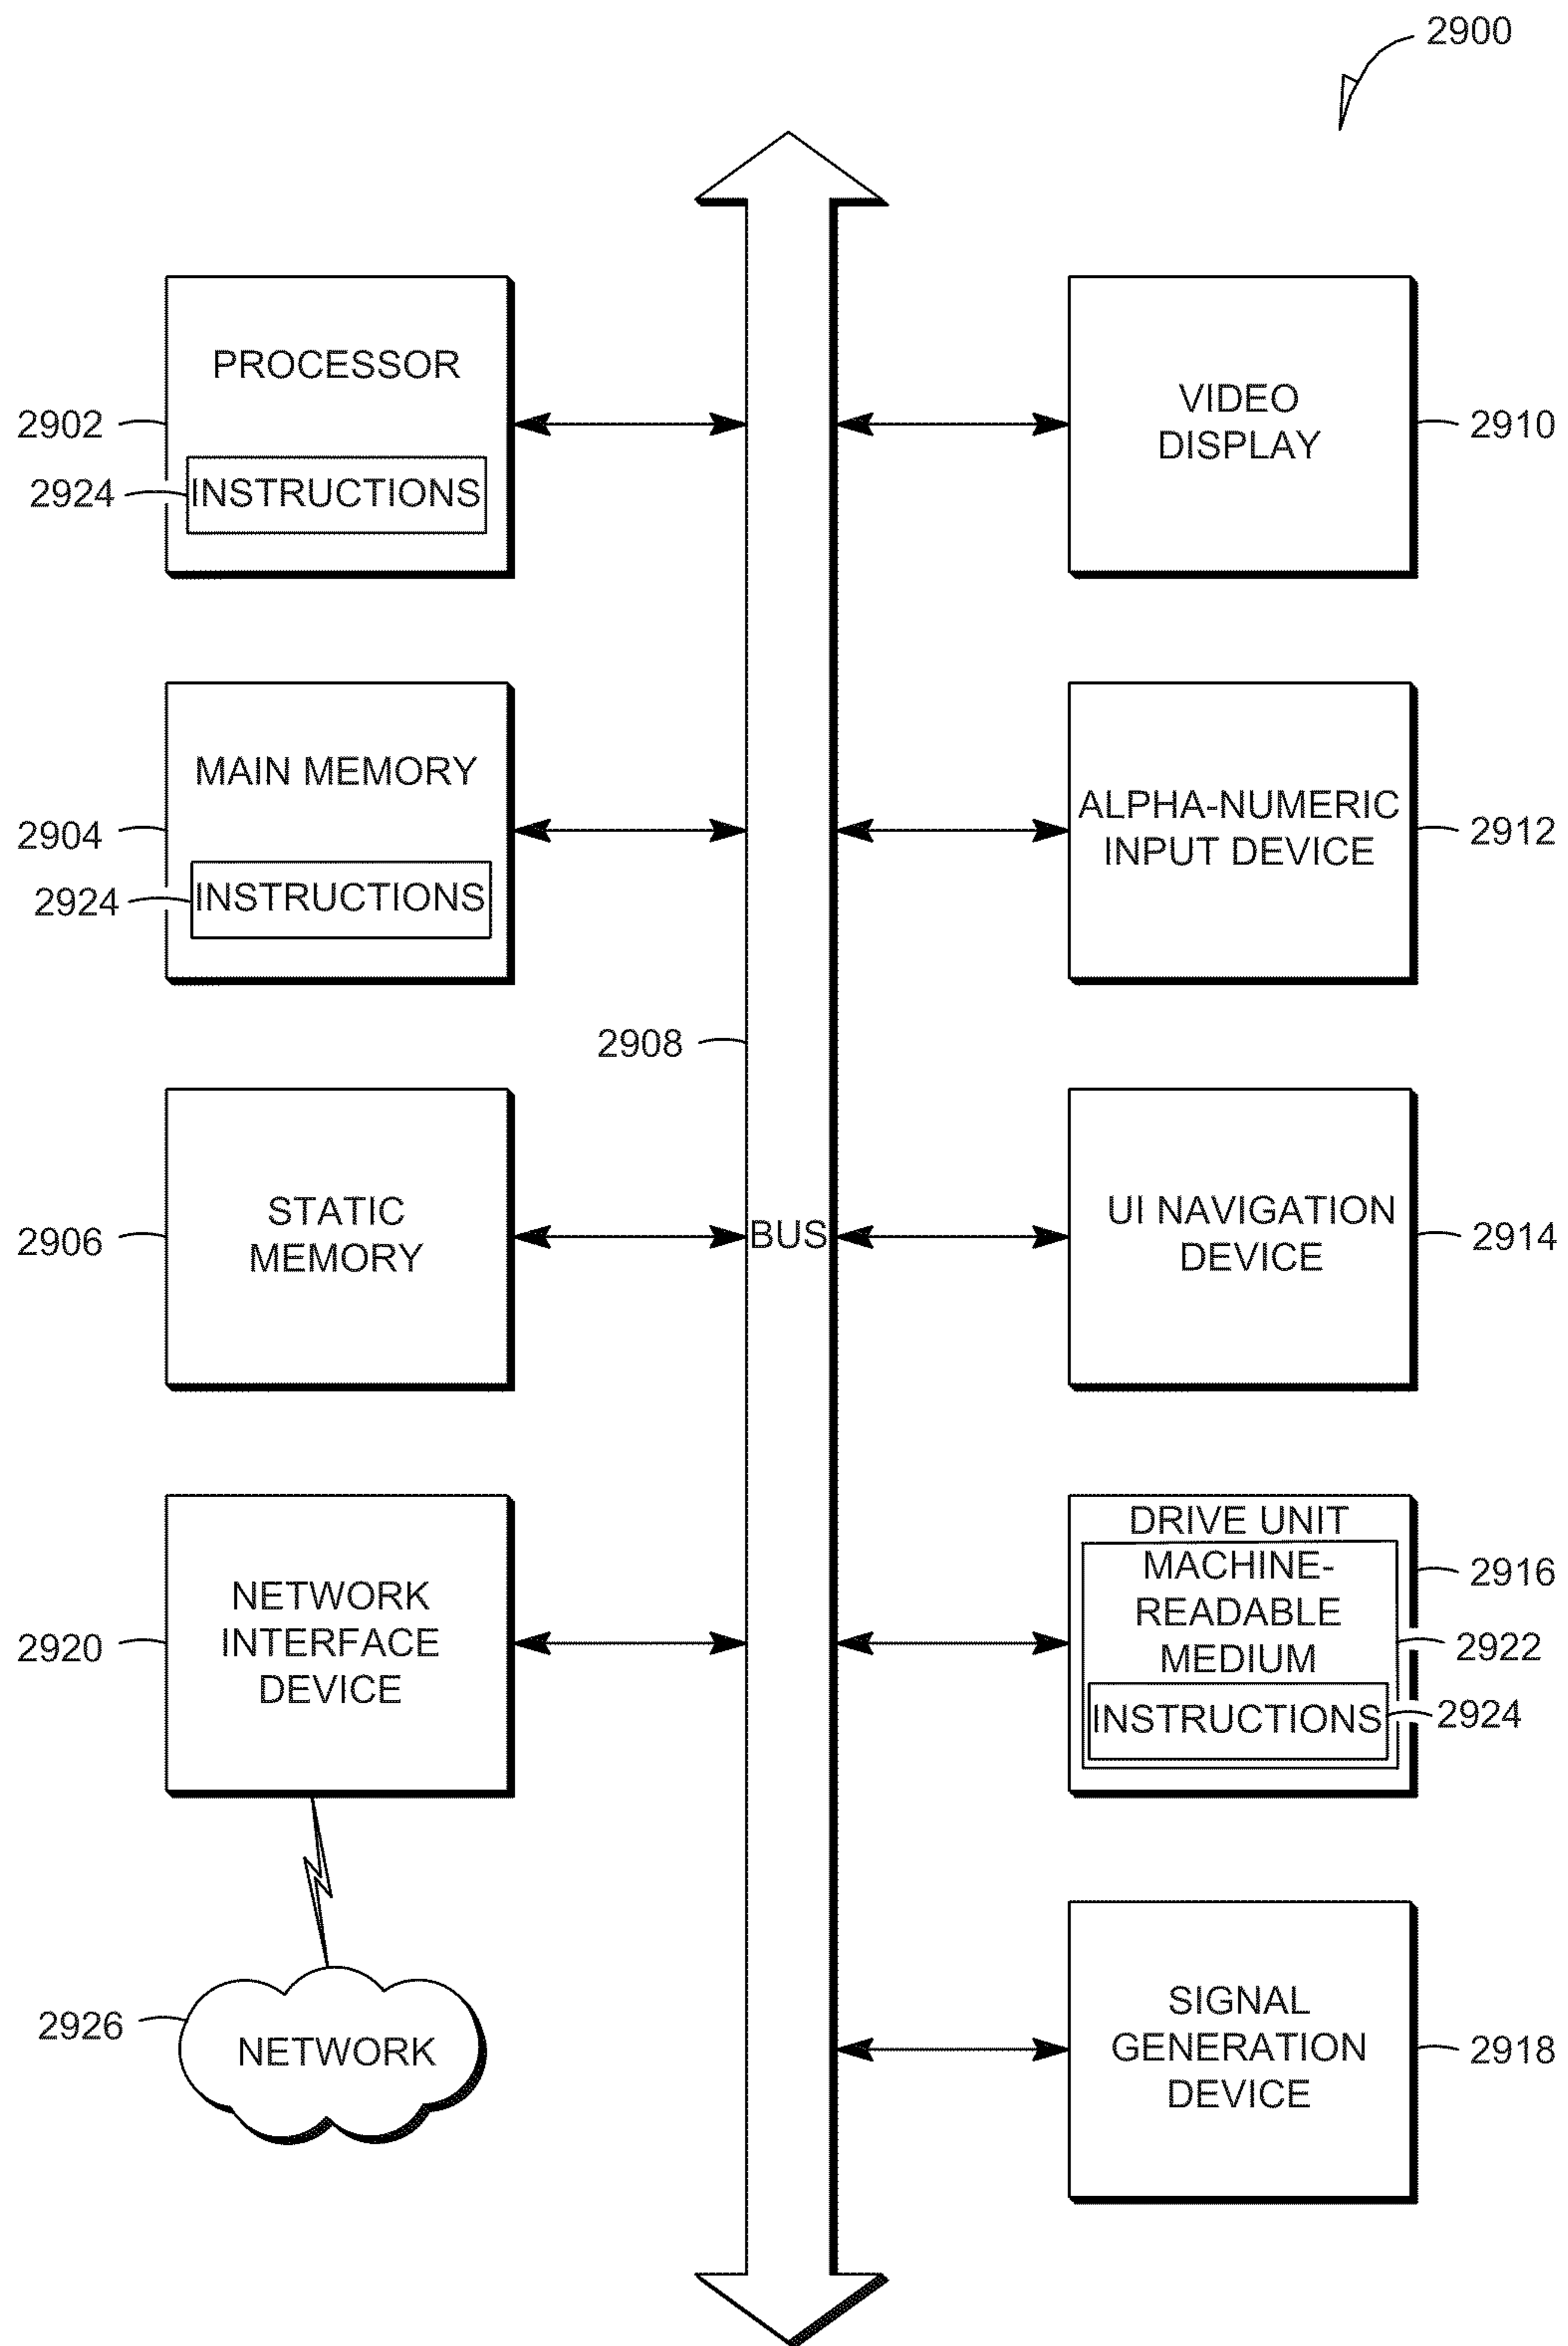 2900
PROCESSOR
2902
2924
INSTRUCTIONS
VIDEO
DISPLAY
2910
MAIN MEMORY
2904
2924
INSTRUCTIONS
ALPHA-NUMERIC
INPUT DEVICE
2912
2908
STATIC
MEMORY
2906
BUS
UI NAVIGATION
DEVICE
2914
NETWORK
INTERFACE
DEVICE
2920
DRIVE UNIT
2916
MACHINE-
READABLE
MEDIUM
2922
INSTRUCTIONS
2924
2926
NETWORK
SIGNAL
GENERATION
DEVICE
2918